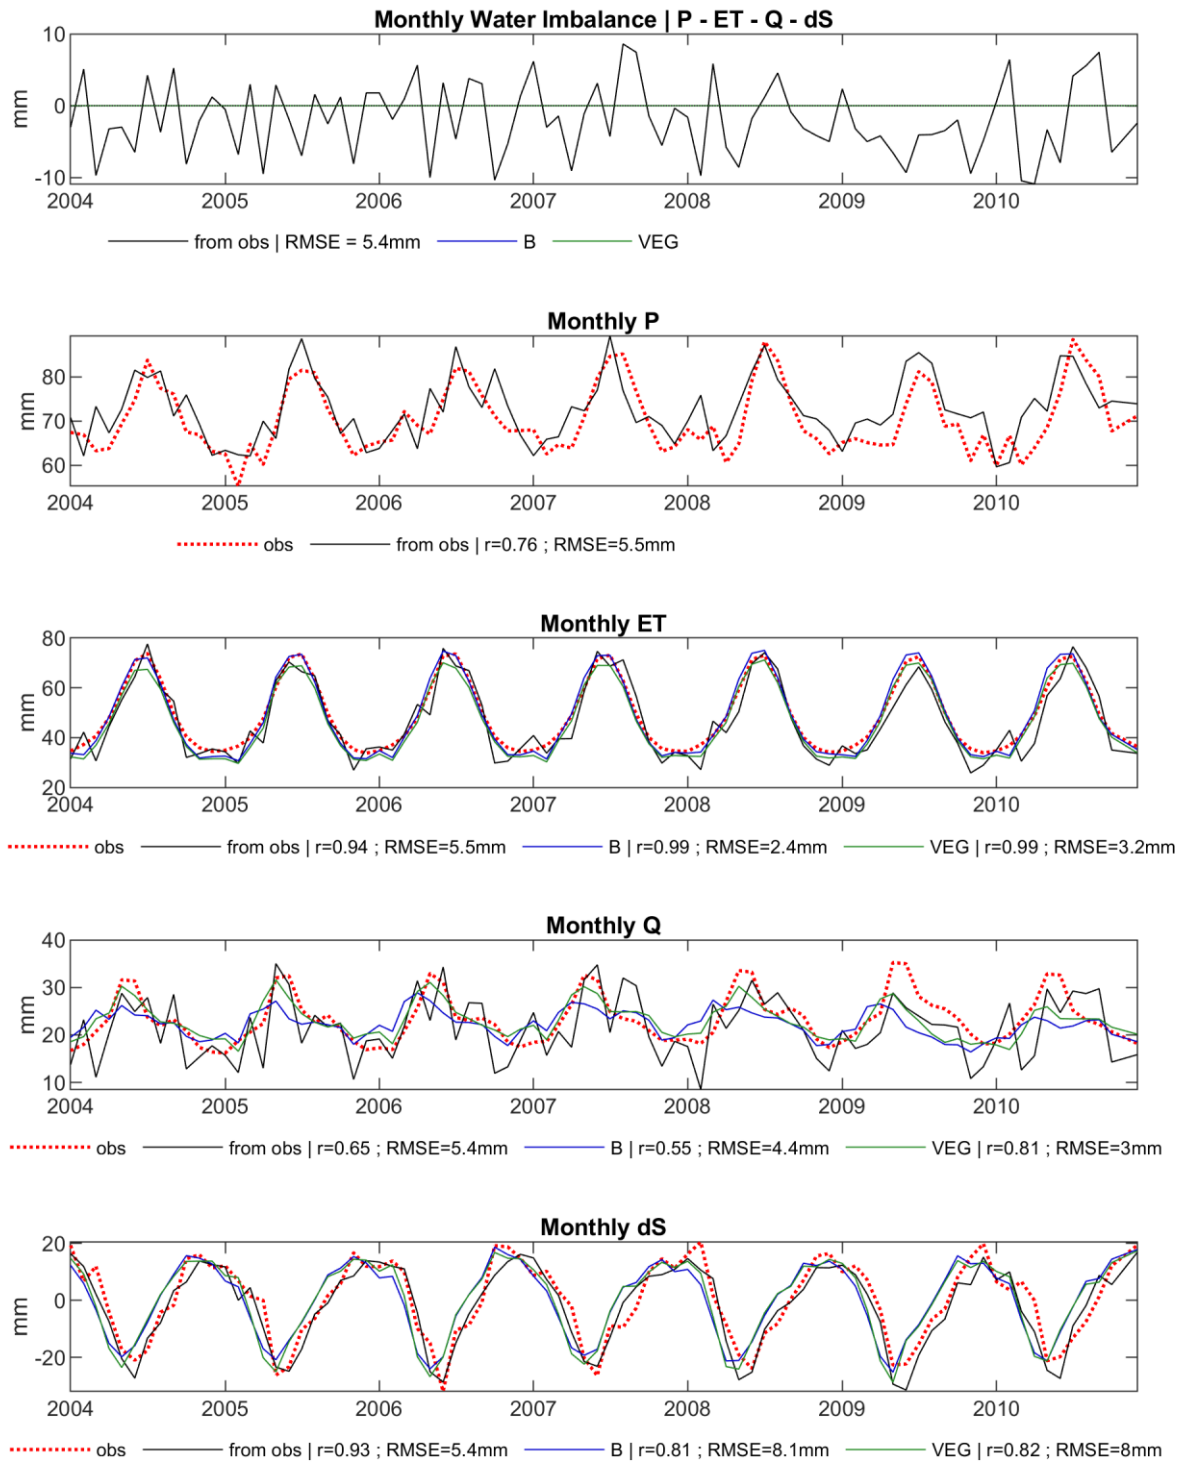 Monthly Water Imbalance | P - ET - Q - dS
10
0
-10
mm
2004 2005 2006 2007 2008 2009 2010
from obs | RMSE = 5.4mm B VEG
Monthly P
80
70
60
mm
2004 2005 2006 2007 2008 2009 2010
obs from obs | r=0.76 ; RMSE=5.5mm
Monthly ET
80
60
40
20
mm
2004 2005 2006 2007 2008 2009 2010
obs from obs | r=0.94 ; RMSE=5.5mm B | r=0.99 ; RMSE=2.4mm VEG | r=0.99 ; RMSE=3.2mm
Monthly Q
40
30
20
10
mm
2004 2005 2006 2007 2008 2009 2010
obs from obs | r=0.65 ; RMSE=5.4mm B | r=0.55 ; RMSE=4.4mm VEG | r=0.81 ; RMSE=3mm
Monthly dS
20
0
-20
mm
2004 2005 2006 2007 2008 2009 2010
obs from obs | r=0.93 ; RMSE=5.4mm B | r=0.81 ; RMSE=8.1mm VEG | r=0.82 ; RMSE=8mm